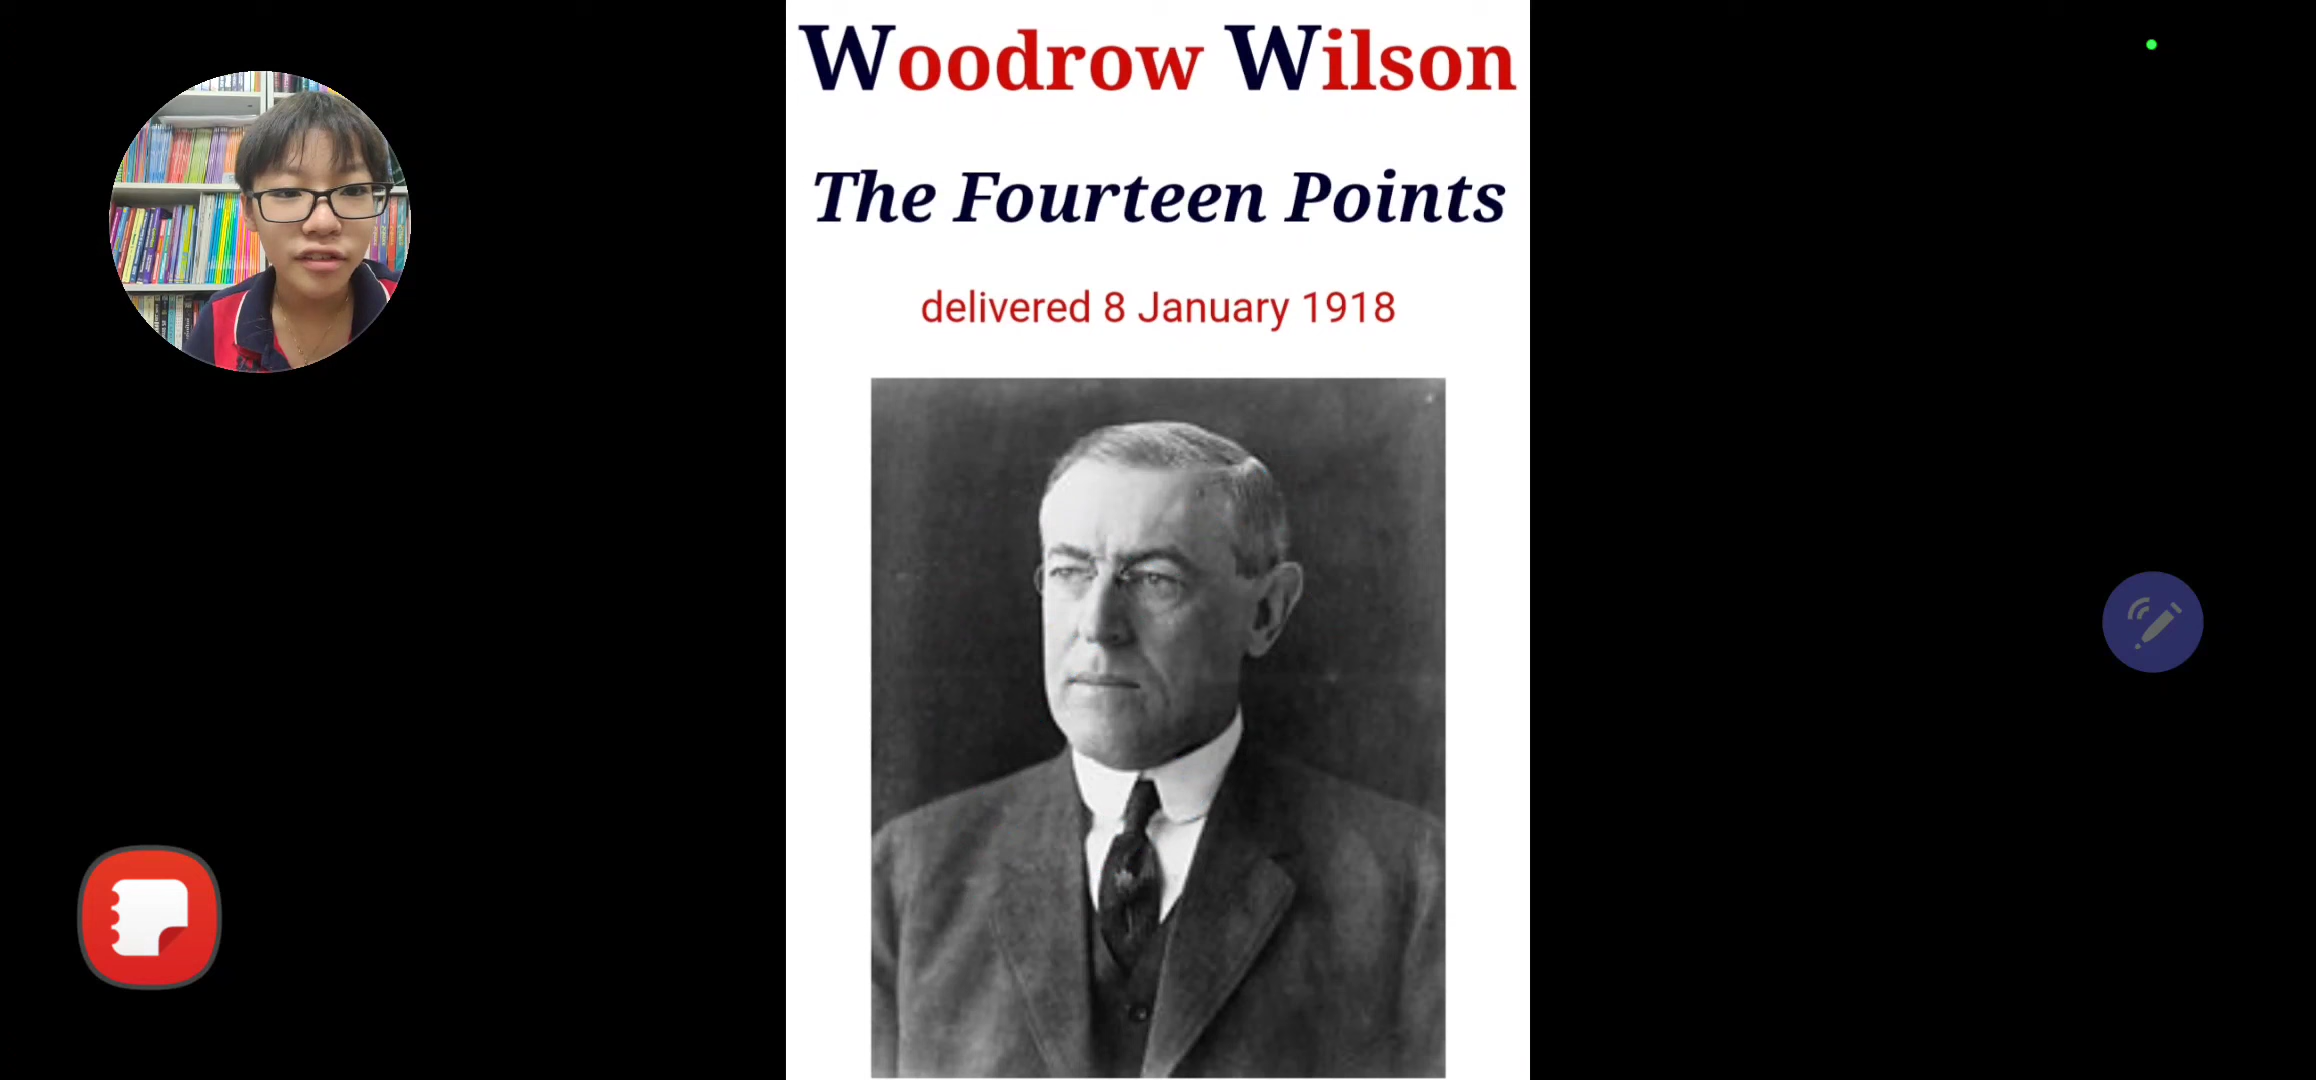 Woodrow Wilson
The Fourteen Points
delivered 8 January 1918